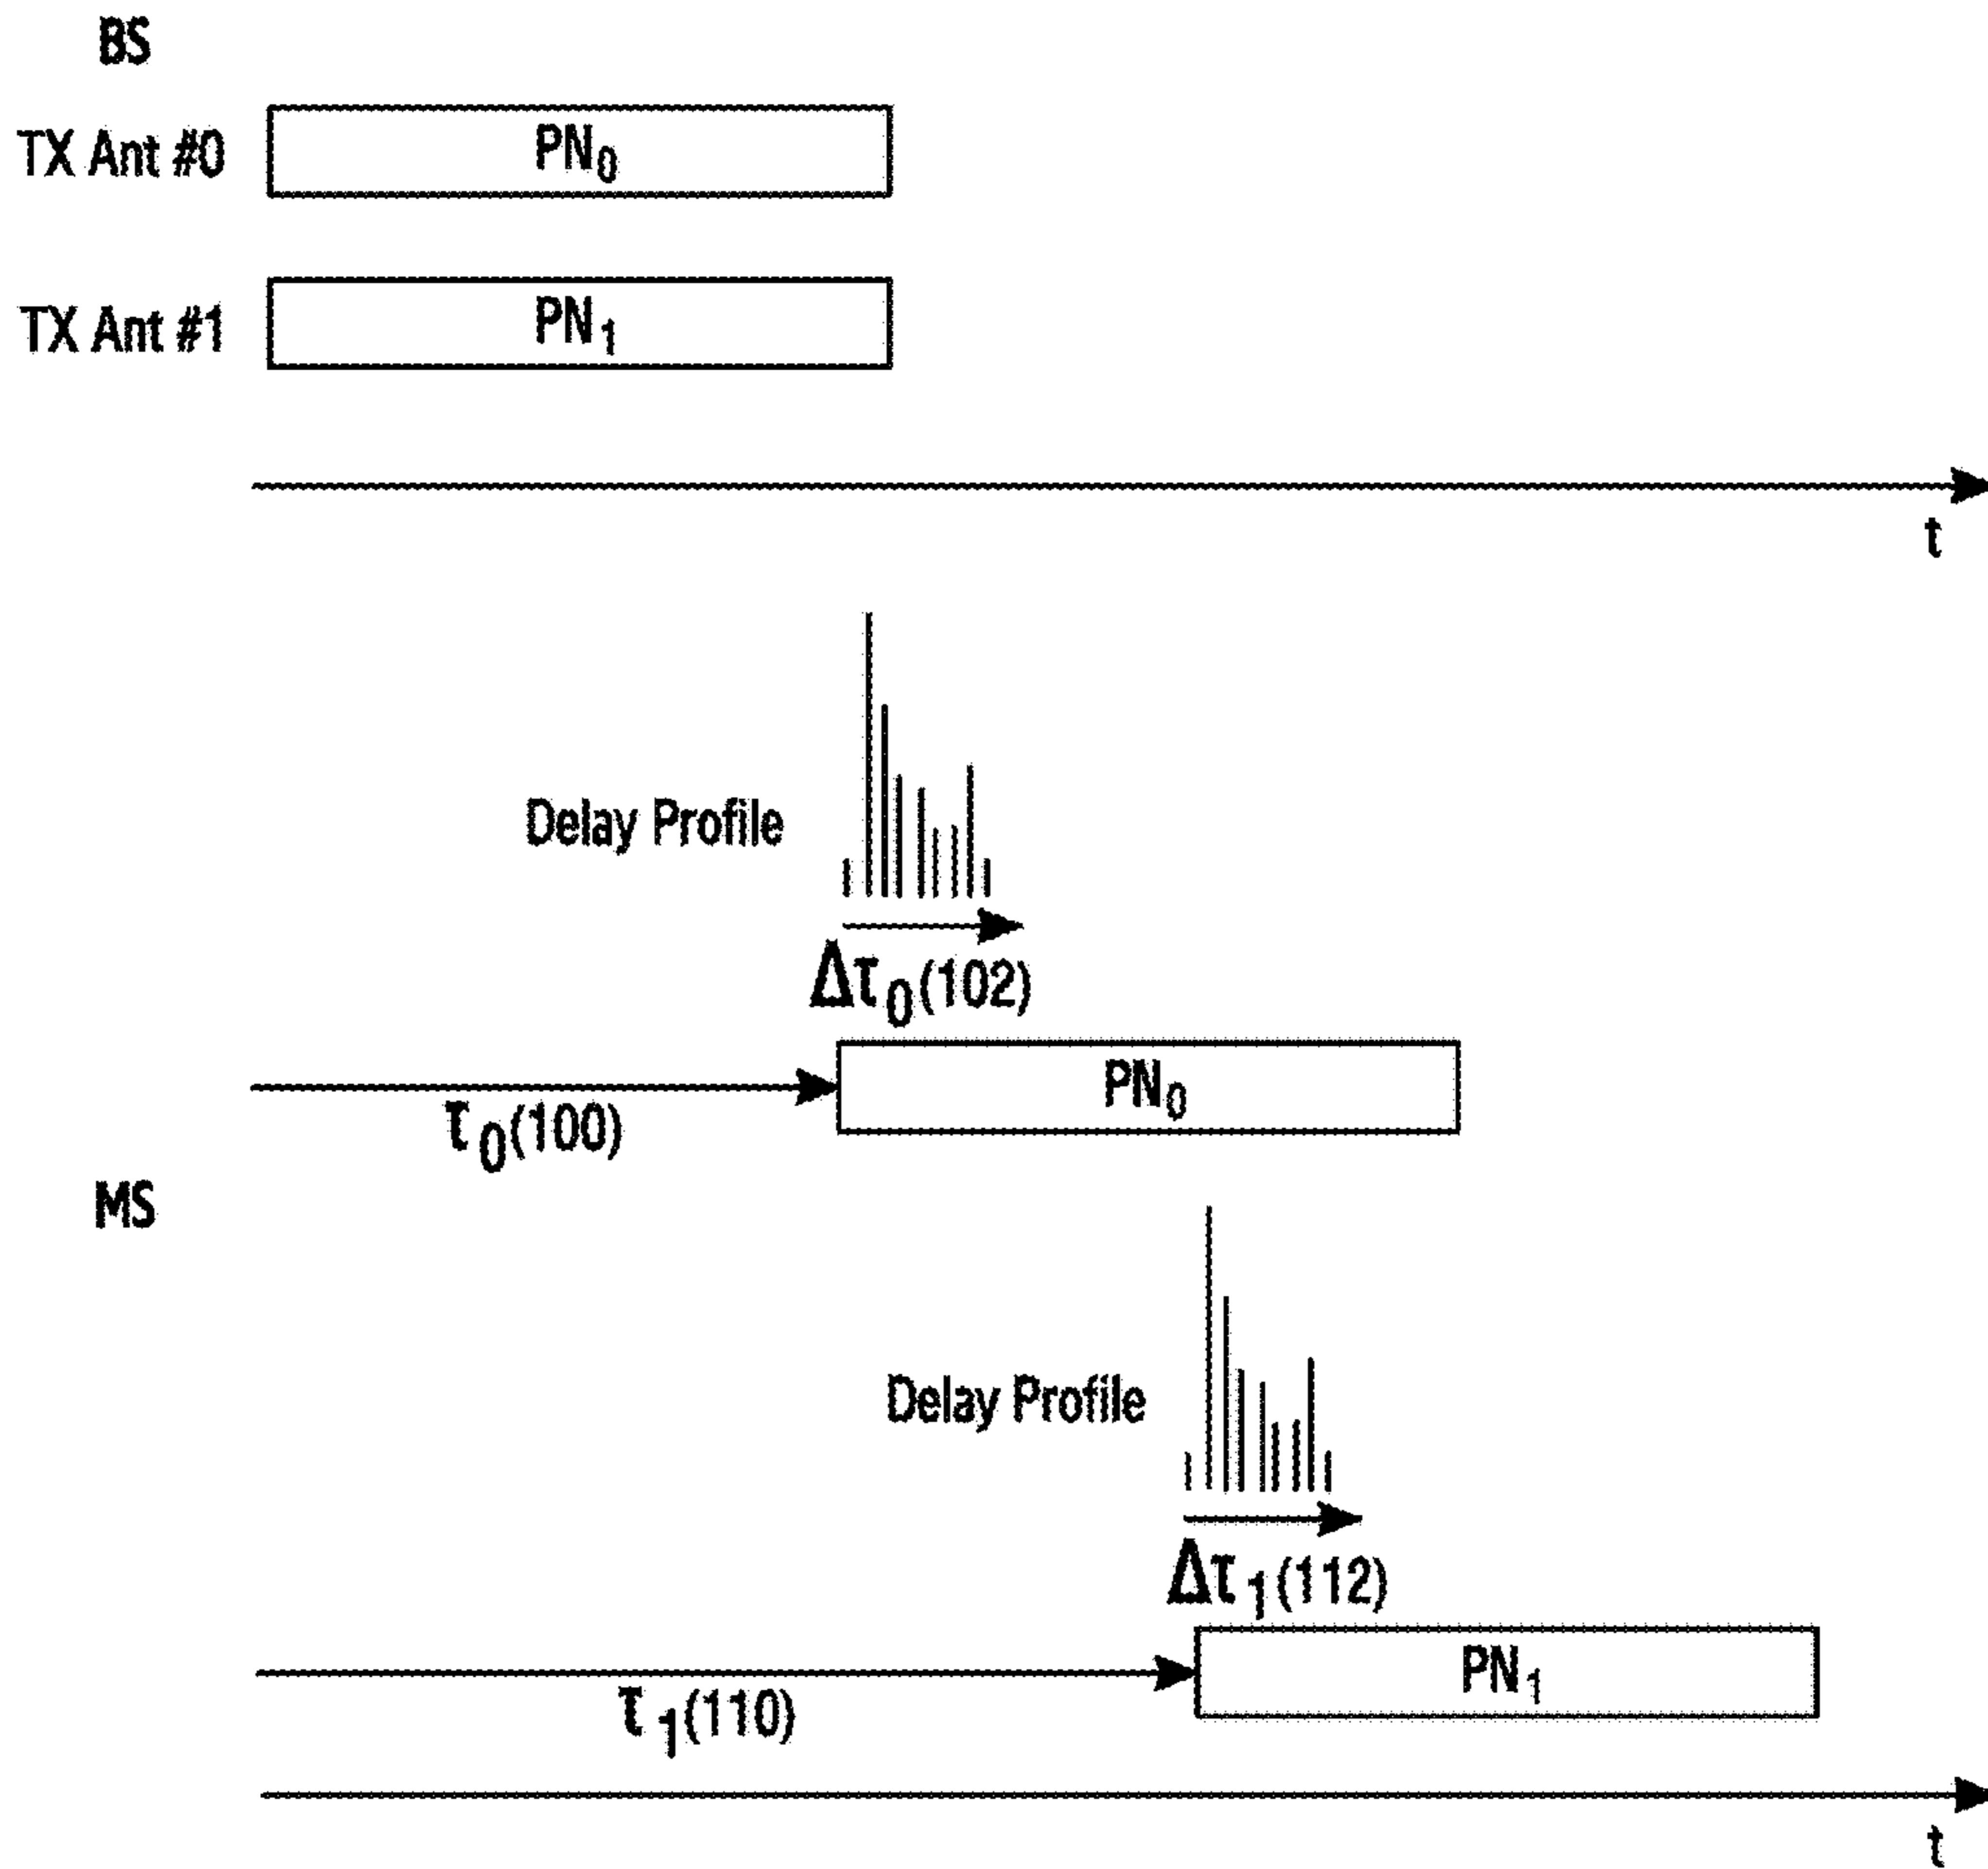 BS
TX Ant #0
PN₀
TX Ant #1
PN₁
t
Delay Profile
Δτ₀(102)
PN₀
τ₀(100)
MS
Delay Profile
Δτ₁(112)
PN₁
τ₁(110)
t